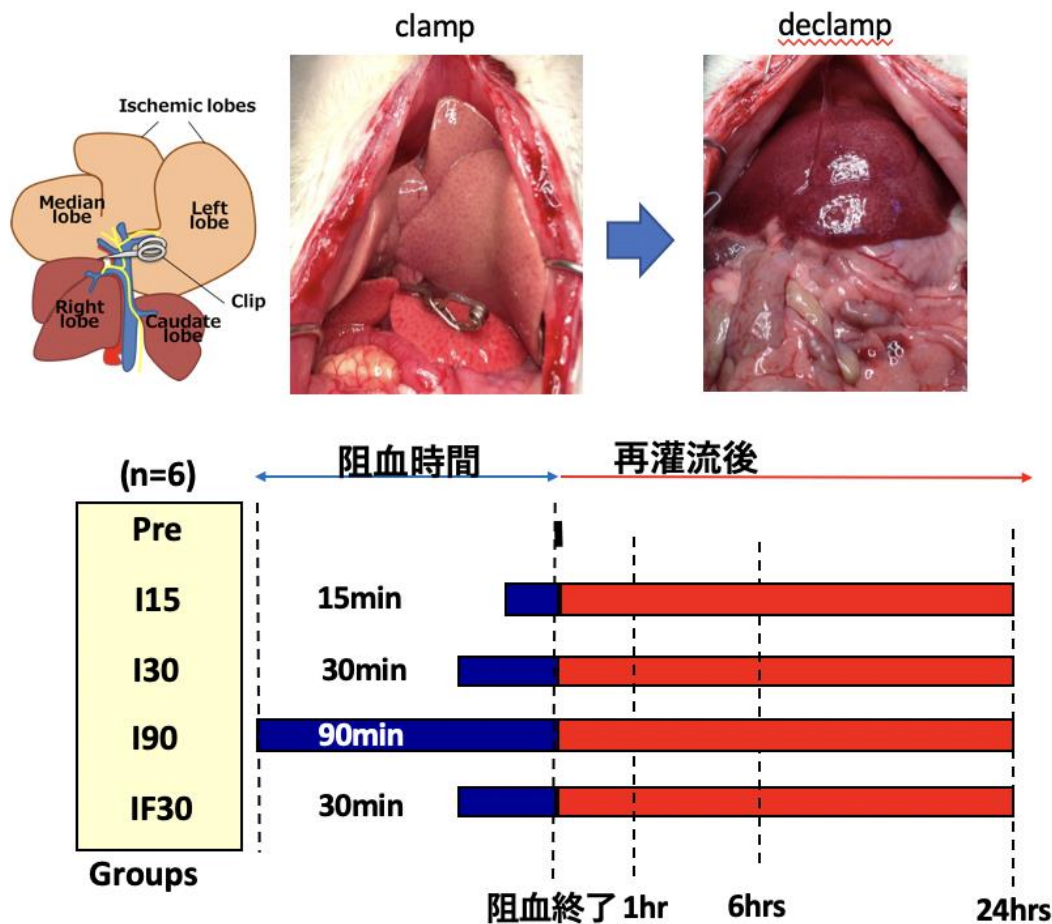 clamp
declamp
Ischemic lobes
Median
lobe
Left
lobe
Right
lobe
Caudate
lobe
Clip
(n=6)
阻血時間
再灌流後
Pre
I15
15min
I30
30min
I90
90min
IF30
30min
Groups
阻血終了
1hr
6hrs
24hrs